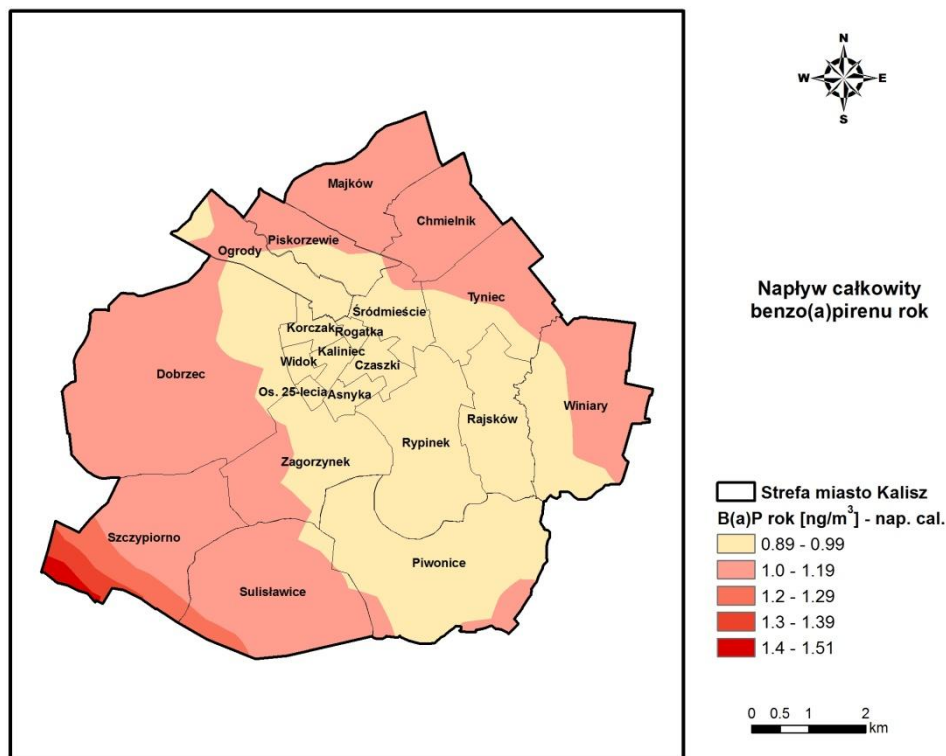 N
W E
S
Napływ całkowity
benzo(a)pirenu rok
Majków
Chmielnik
Piskorzewie
Ogrody
Tyniec
Śródmieście
Korczak
Rogatka
Kaliniec
Widok
Czaszki
Dobrzec
Os. 25-lecia
Asnyka
Winiary
Rajsków
Rypinek
Zagorzynek
Szczypiorno
Piwonice
Sulisławice
Strefa miasto Kalisz
B(a)P rok [ng/m³] - nap. cal.
0.89 - 0.99
1.0 - 1.19
1.2 - 1.29
1.3 - 1.39
1.4 - 1.51
0 0.5 1 2
km